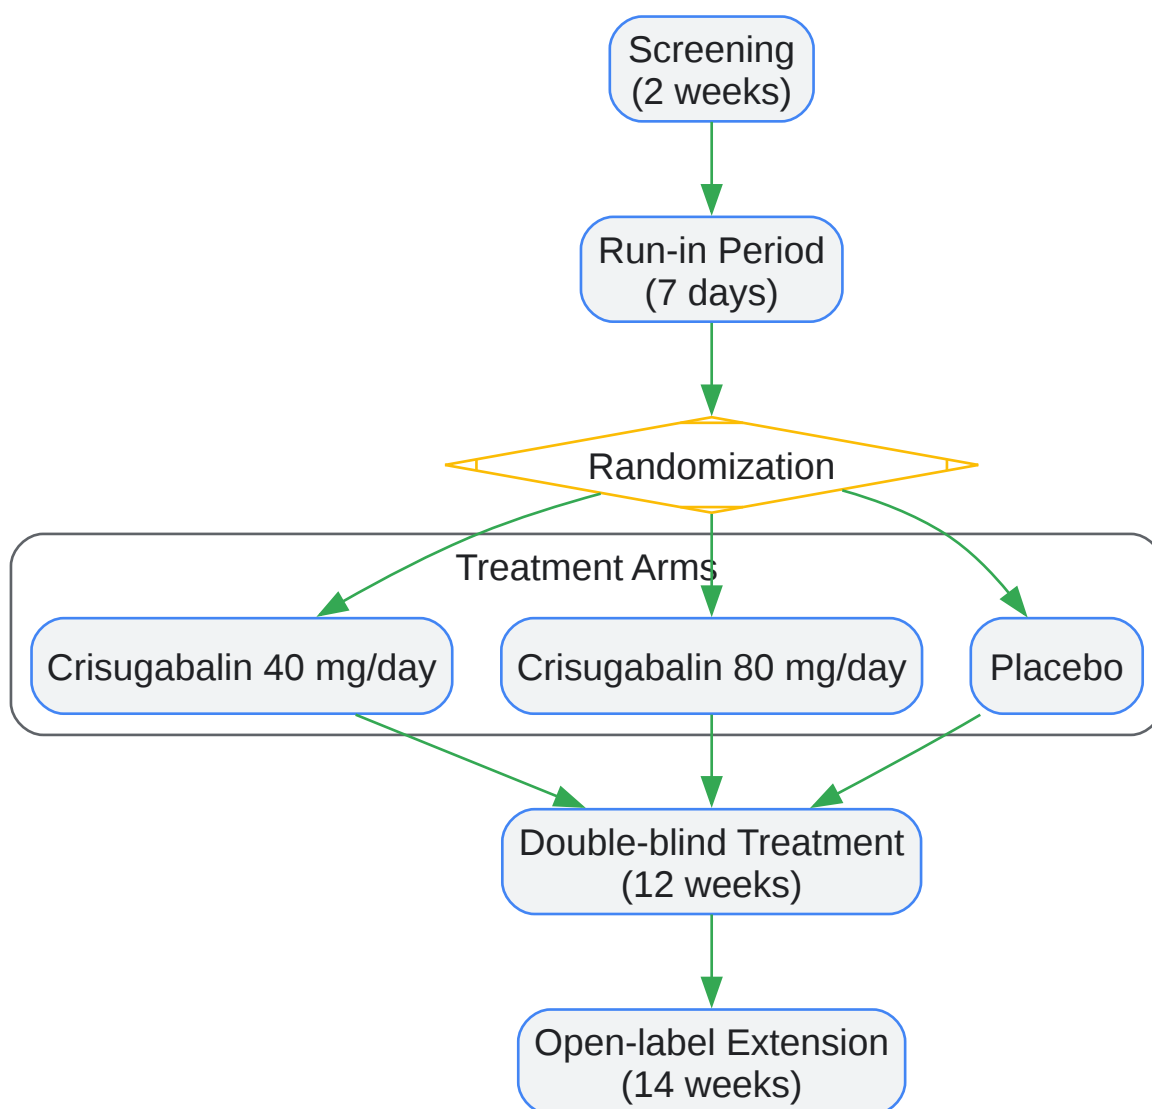 Screening
(2 weeks)
Run-in Period
(7 days)
Randomization
Treatment Arms
Crisugabalin 40 mg/day
Crisugabalin 80 mg/day
Placebo
Double-blind Treatment
(12 weeks)
Open-label Extension
(14 weeks)